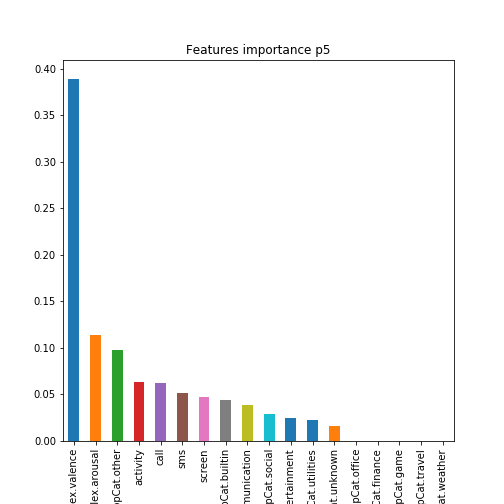 Features importance p5
0.40
0.35
0.30
0.25
0.20
0.15
0.10
0.05
0.00
ex.valence
lex.arousal
pCat.other
activity
call
sms
screen
pCat.builtin
munication
pCat.social
ertainment
Cat.utilities
t.unknown
pCat.office
Cat.finance
pCat.game
pCat.travel
at.weather